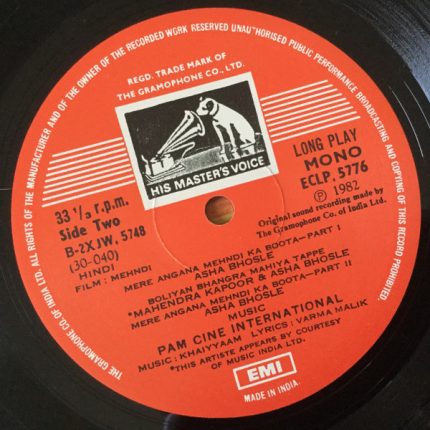 ALL RIGHTS OF THE MANUFACTURER AND OF THE OWNER OF THE RECORDED WORK RESERVED UNAUTHORISED PUBLIC PERFORMANCE BROADCASTING AND COPYING OF THIS RECORD PROHIBITED.
REGD. TRADE MARK OF
THE GRAMOPHONE CO., LTD.
HIS MASTER'S VOICE
33 1/3 r.p.m.
Side Two
B-2XJW. 5748
(30-040)
HINDI
FILM : MEHNDI
LONG PLAY
MONO
ECLP. 5776
Ⓟ 1982
Original sound recording made by
The Gramophone Co. of India Ltd.
MERE ANGANA MEHNDI KA BOOTA—PART I
ASHA BHOSLE
BOLIYAN BHANGRA MAHIYA TAPPE
*MAHENDRA KAPOOR & ASHA BHOSLE
MERE ANGANA MEHNDI KA BOOTA—PART II
ASHA BHOSLE
MUSIC
PAM CINE INTERNATIONAL
MUSIC : KHAIYYAAM LYRICS : VARMA MALIK
*THIS ARTISTE APPEARS BY COURTESY
OF MUSIC INDIA LTD.
EMI
MADE IN INDIA.
THE GRAMOPHONE CO. OF INDIA LTD.